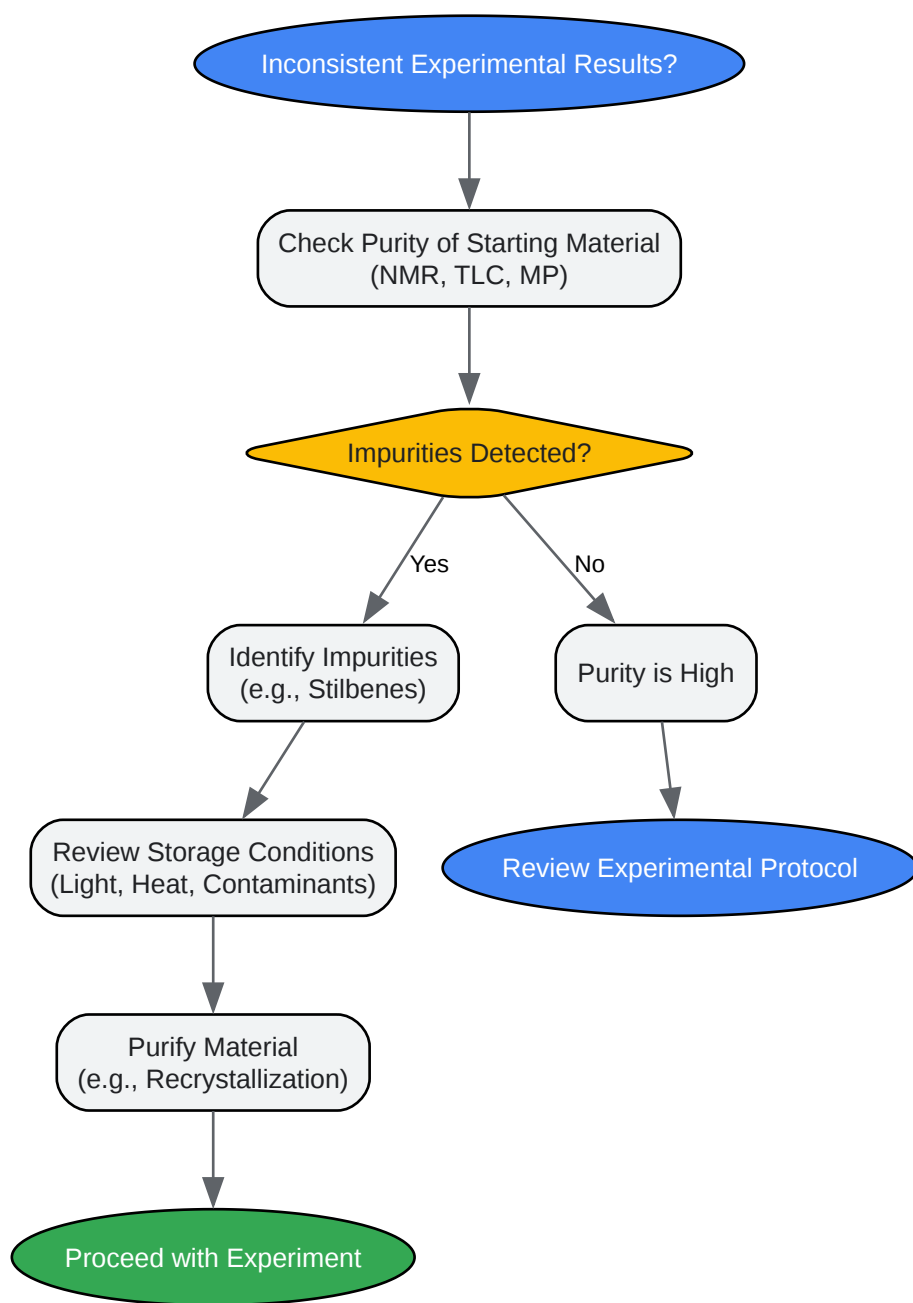 Inconsistent Experimental Results?
Check Purity of Starting Material
(NMR, TLC, MP)
Impurities Detected?
Yes
No
Identify Impurities
(e.g., Stilbenes)
Purity is High
Review Storage Conditions
(Light, Heat, Contaminants)
Review Experimental Protocol
Purify Material
(e.g., Recrystallization)
Proceed with Experiment